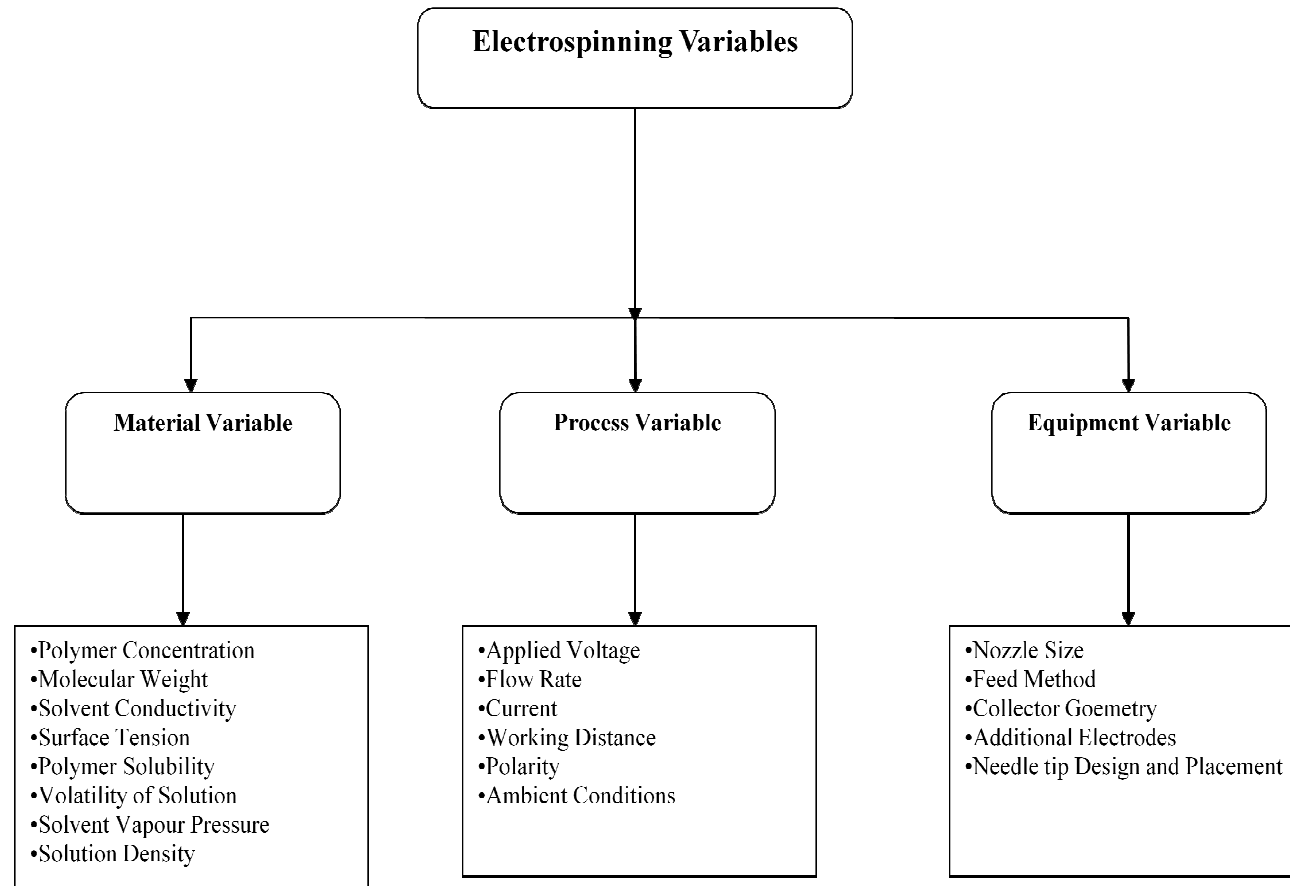 Electrospinning Variables
Material Variable
Process Variable
Equipment Variable
•Polymer Concentration
•Molecular Weight
•Solvent Conductivity
•Surface Tension
•Polymer Solubility
•Volatility of Solution
•Solvent Vapour Pressure
•Solution Density
•Applied Voltage
•Flow Rate
•Current
•Working Distance
•Polarity
•Ambient Conditions
•Nozzle Size
•Feed Method
•Collector Goemetry
•Additional Electrodes
•Needle tip Design and Placement